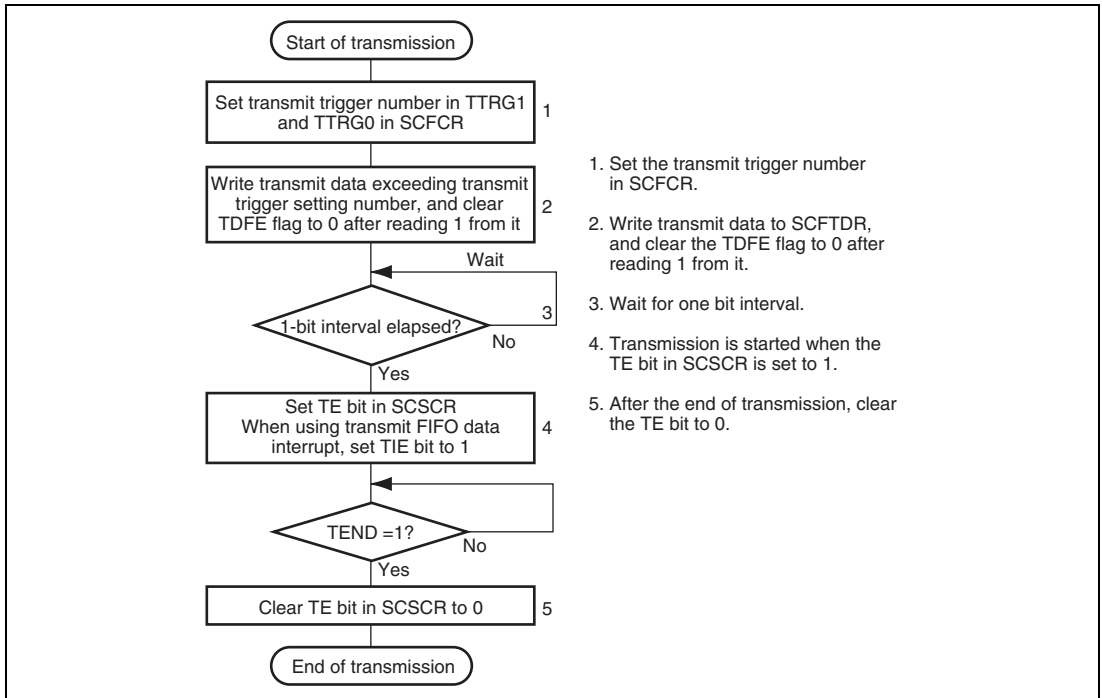 Start of transmission
Set transmit trigger number in TTRG1
and TTRG0 in SCFCR
1
Write transmit data exceeding transmit
trigger setting number, and clear
TDFE flag to 0 after reading 1 from it
2
Wait
1-bit interval elapsed?
3
No
Yes
Set TE bit in SCSCR
When using transmit FIFO data
interrupt, set TIE bit to 1
4
TEND =1?
No
Yes
Clear TE bit in SCSCR to 0
5
End of transmission
1. Set the transmit trigger number
in SCFCR.
2. Write transmit data to SCFTDR,
and clear the TDFE flag to 0 after
reading 1 from it.
3. Wait for one bit interval.
4. Transmission is started when the
TE bit in SCSCR is set to 1.
5. After the end of transmission, clear
the TE bit to 0.